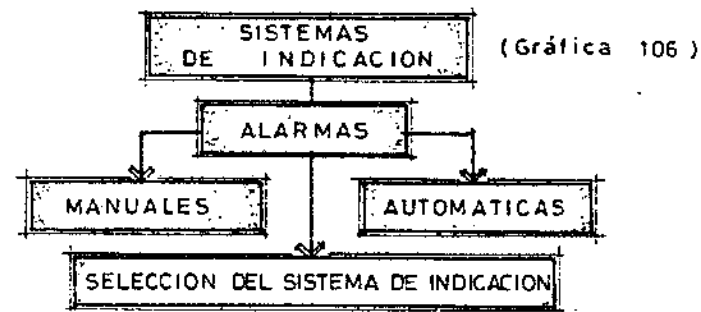 SISTEMAS
DE INDICACION
(Gráfica 106)
ALARMAS
MANUALES
AUTOMATICAS
SELECCION DEL SISTEMA DE INDICACION